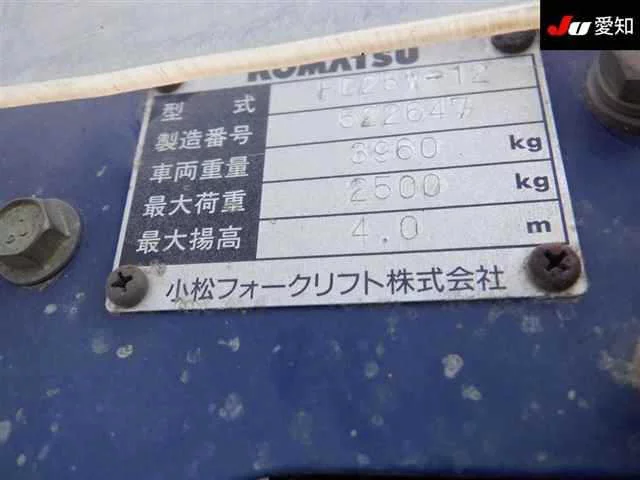 JU 愛知
KOMATSU
型式
製造番号 522647
車両重量 3960 kg
最大荷重 2500 kg
最大揚高 4.0 m
小松フォークリフト株式会社